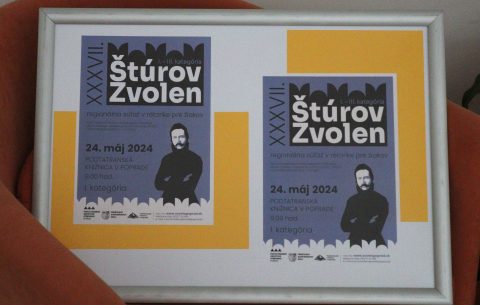 XXXVII.
I. - III. kategória
Štúrov
Zvolen
regionálna súťaž v rétorike pre žiakov
24. máj 2024
PODTATRANSKÁ
KNIŽNICA V POPRADE
9:00 hod.
I. kategória
XXXVII.
I. - III. kategória
Štúrov
Zvolen
regionálna súťaž v rétorike pre žiakov
24. máj 2024
PODTATRANSKÁ
KNIŽNICA V POPRADE
9:00 hod.
I. kategória